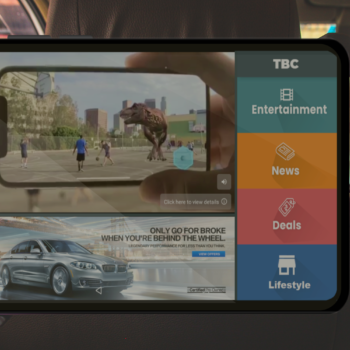 TBC
Entertainment
News
Deals
Lifestyle
Click here to view details
ONLY GO FOR BROKE
WHEN YOU'RE BEHIND THE WHEEL.